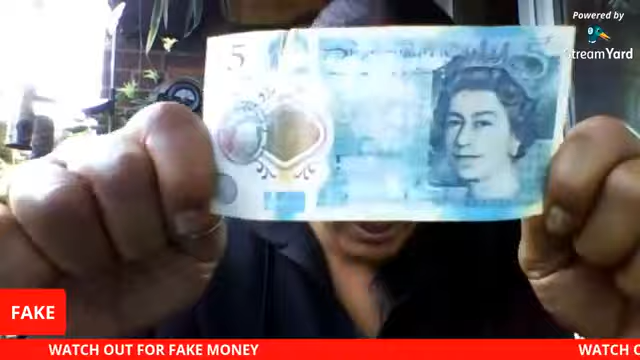 Powered by
StreamYard
5
5
FAKE
WATCH OUT FOR FAKE MONEY
WATCH O